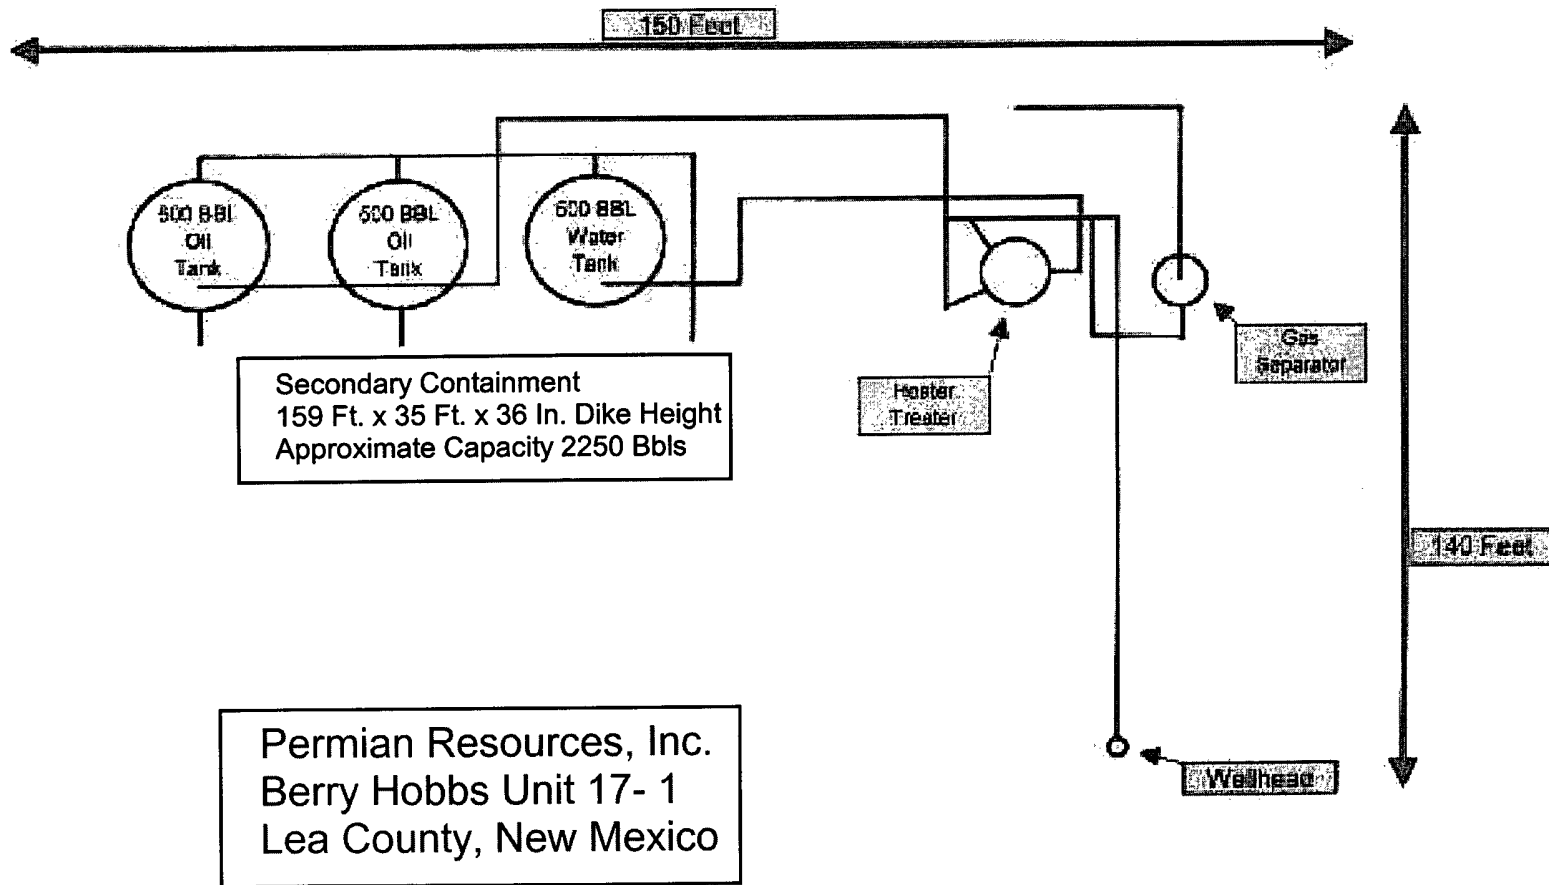 150 Feet
500 BBL
Oil
Tank
500 BBL
Oil
Tank
500 BBL
Water
Tank
Gas
Separator
Heater
Treater
Secondary Containment
159 Ft. x 35 Ft. x 36 In. Dike Height
Approximate Capacity 2250 Bbls
140 Feet
Permian Resources, Inc.
Berry Hobbs Unit 17- 1
Lea County, New Mexico
Wellhead